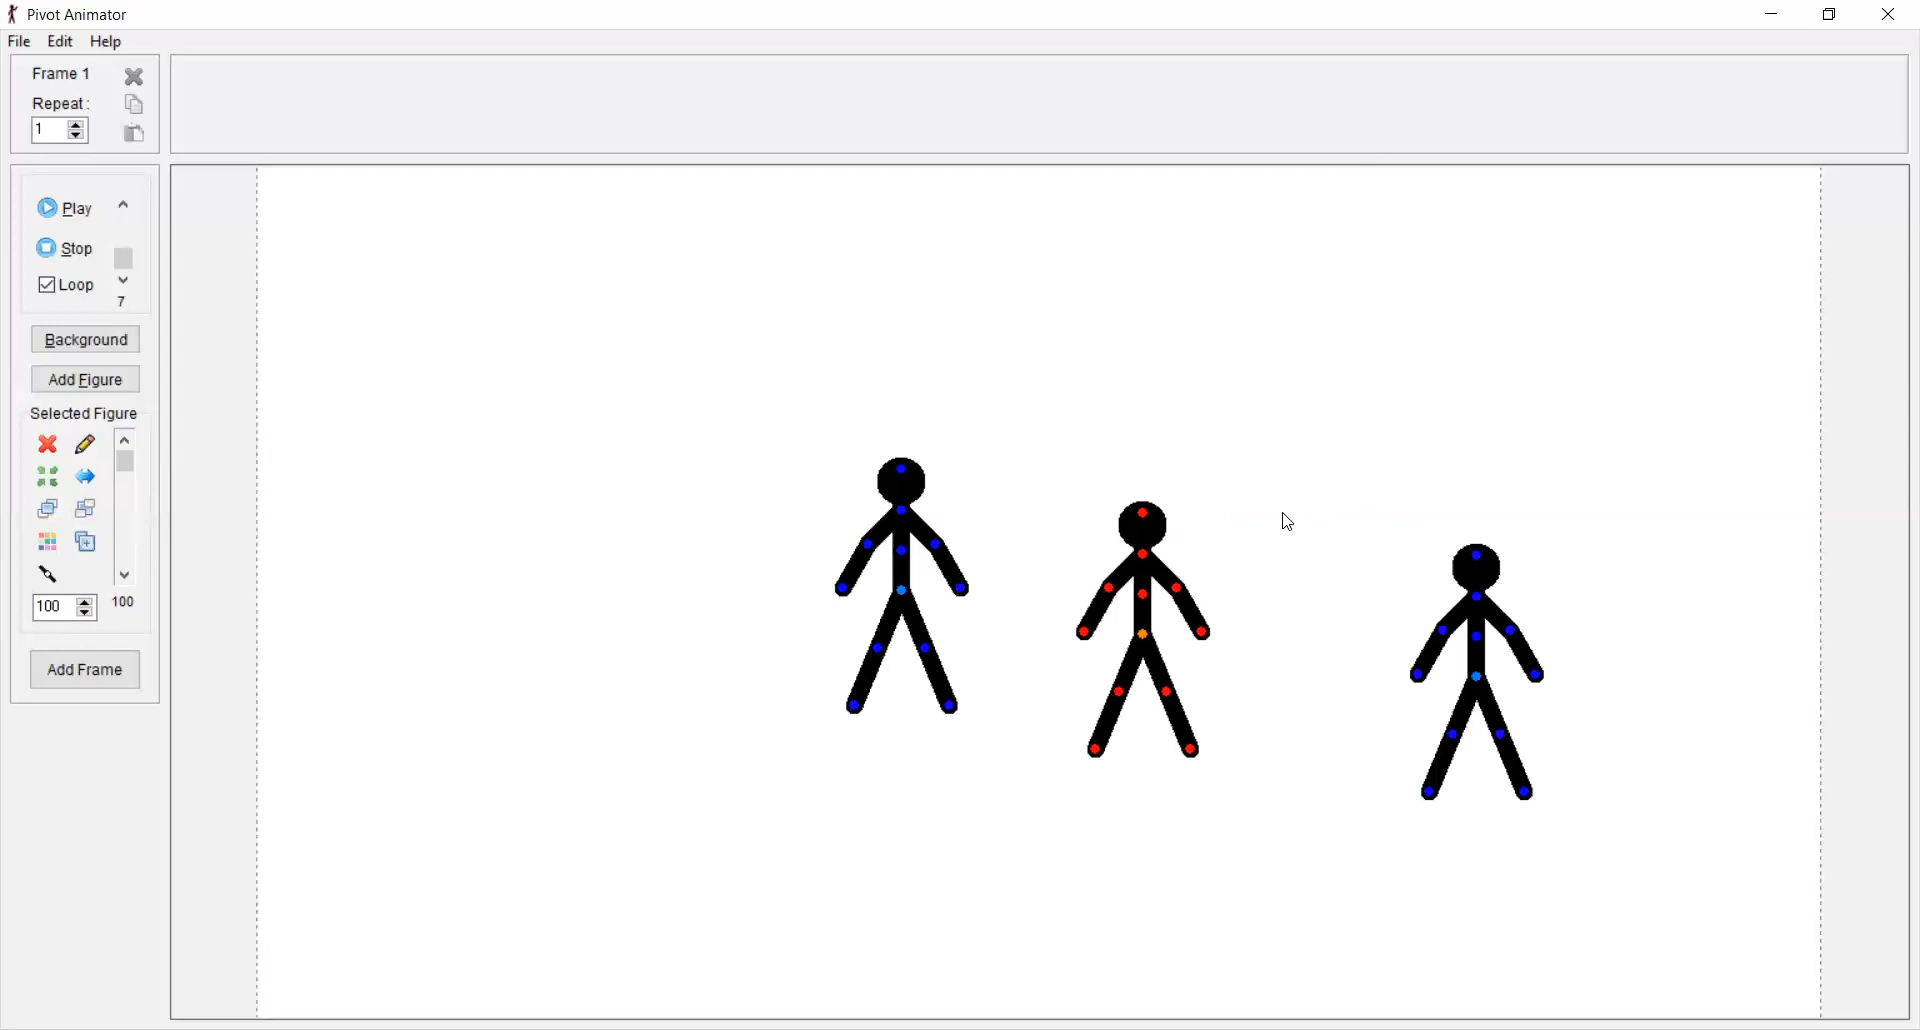 Pivot Animator
File Edit Help
Frame 1
Repeat :
1
Play
Stop
Loop
7
Background
Add Figure
Selected Figure
100
100
Add Frame